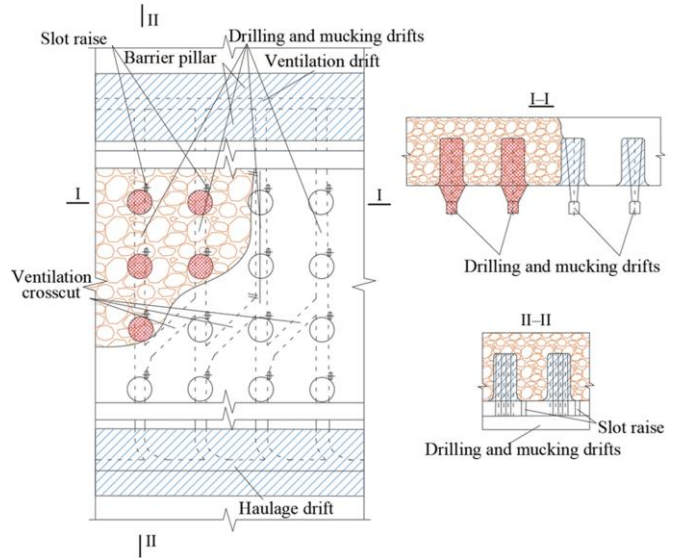 II
Slot raise
Drilling and mucking drifts
Barrier pillar
Ventilation drift
I
I
Ventilation
crosscut
Haulage drift
II
I–I
Drilling and mucking drifts
II–II
Slot raise
Drilling and mucking drifts